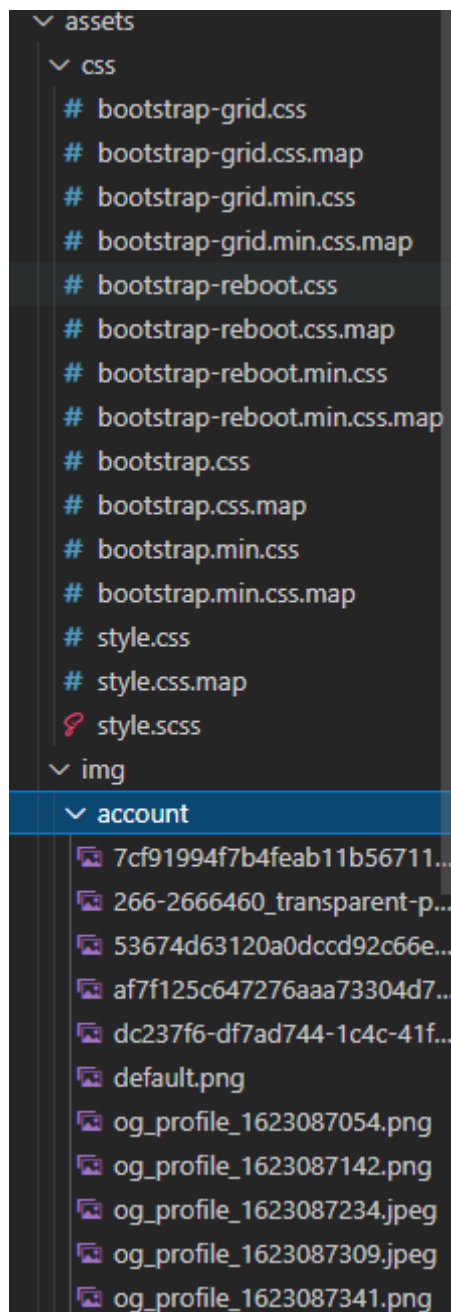 assets
css
# bootstrap-grid.css
# bootstrap-grid.css.map
# bootstrap-grid.min.css
# bootstrap-grid.min.css.map
# bootstrap-reboot.css
# bootstrap-reboot.css.map
# bootstrap-reboot.min.css
# bootstrap-reboot.min.css.map
# bootstrap.css
# bootstrap.css.map
# bootstrap.min.css
# bootstrap.min.css.map
# style.css
# style.css.map
style.scss
img
account
7cf91994f7b4feab11b56711...
266-2666460_transparent-p...
53674d63120a0dccd92c66e...
af7f125c647276aaa73304d7...
dc237f6-df7ad744-1c4c-41f...
default.png
og_profile_1623087054.png
og_profile_1623087142.png
og_profile_1623087234.jpeg
og_profile_1623087309.jpeg
og_profile_1623087341.png